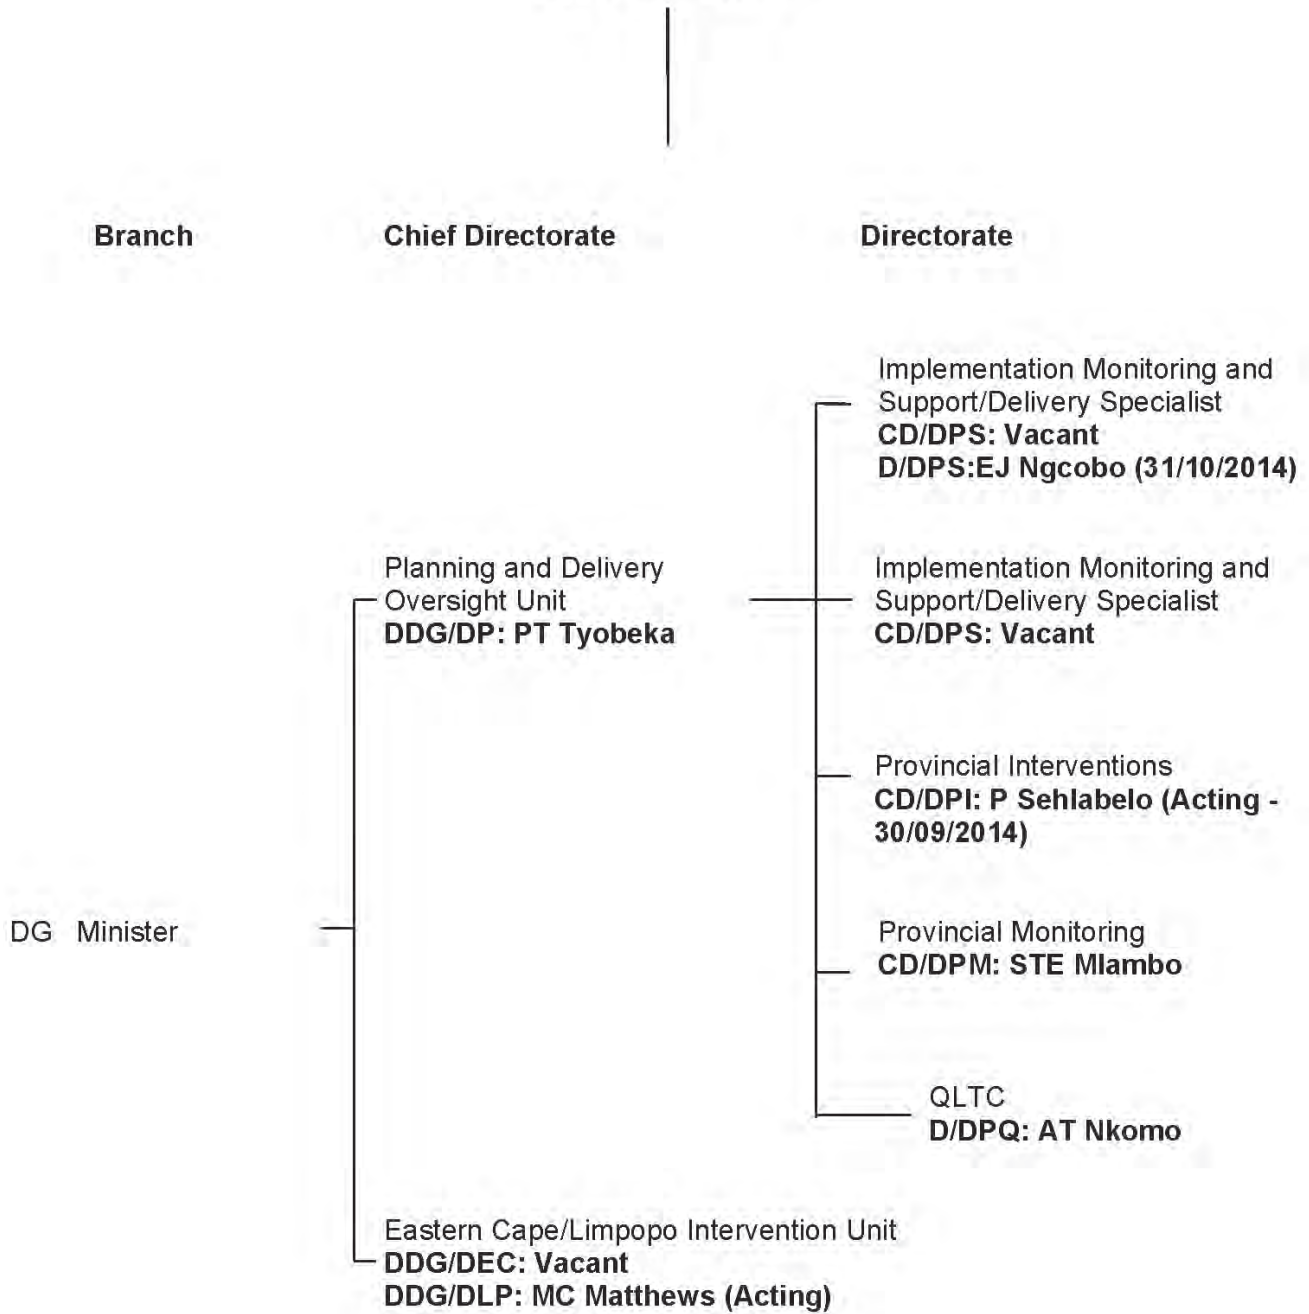 Branch Chief Directorate Directorate
Implementation Monitoring and
Support/Delivery Specialist
CD/DPS: Vacant
D/DPS:EJ Ngcobo (31/10/2014)
Planning and Delivery
Oversight Unit
DDG/DP: PT Tyobeka
Implementation Monitoring and
Support/Delivery Specialist
CD/DPS: Vacant
Provincial Interventions
CD/DPI: P Sehlabelo (Acting -
30/09/2014)
DG Minister
Provincial Monitoring
CD/DPM: STE Mlambo
QLTC
D/DPQ: AT Nkomo
Eastern Cape/Limpopo Intervention Unit
DDG/DEC: Vacant
DDG/DLP: MC Matthews (Acting)